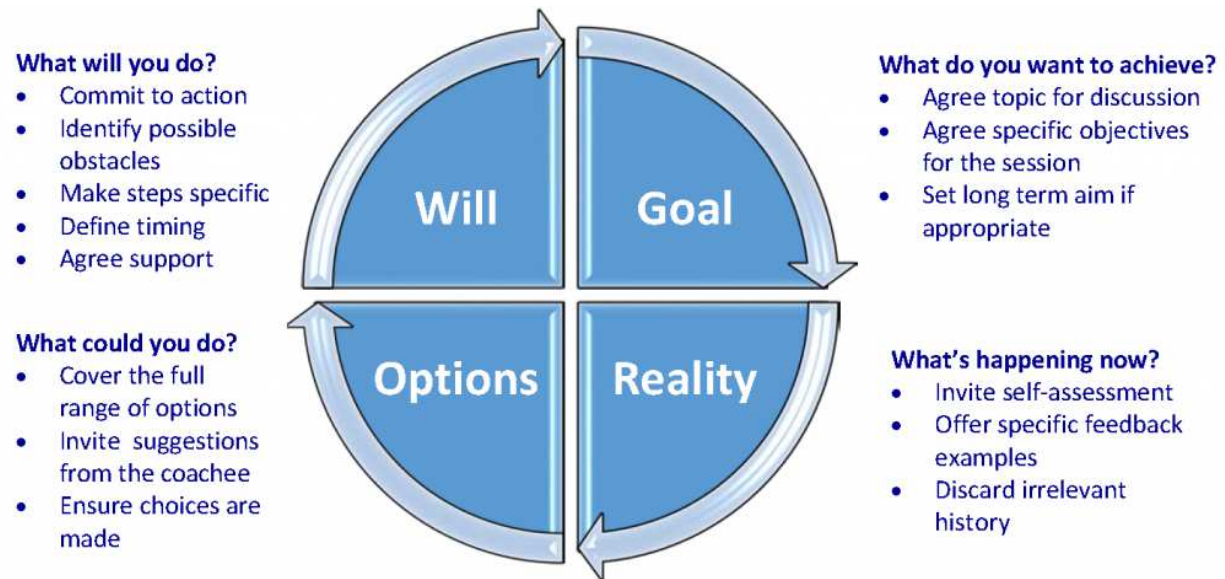 What will you do?
• Commit to action
• Identify possible
obstacles
• Make steps specific
• Define timing
• Agree support
Will
Goal
What do you want to achieve?
• Agree topic for discussion
• Agree specific objectives
for the session
• Set long term aim if
appropriate
What could you do?
• Cover the full
range of options
• Invite suggestions
from the coachee
• Ensure choices are
made
Options
Reality
What's happening now?
• Invite self-assessment
• Offer specific feedback
examples
• Discard irrelevant
history